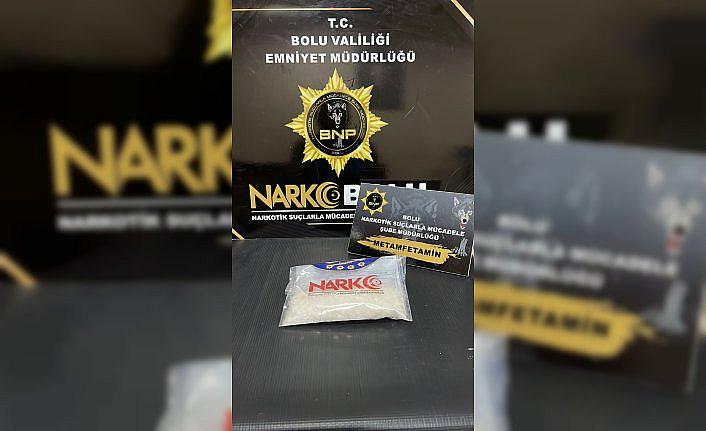 T.C.
BOLU VALİLİĞİ
EMNİYET MÜDÜRLÜĞÜ
BNP
NARKO
NARKOTİK SUÇLARLA MÜCADELE
BOLU
NARKOTİK SUÇLARLA MÜCADELE
ŞUBE MÜDÜRLÜĞÜ
METAMFETAMİN
NARKO